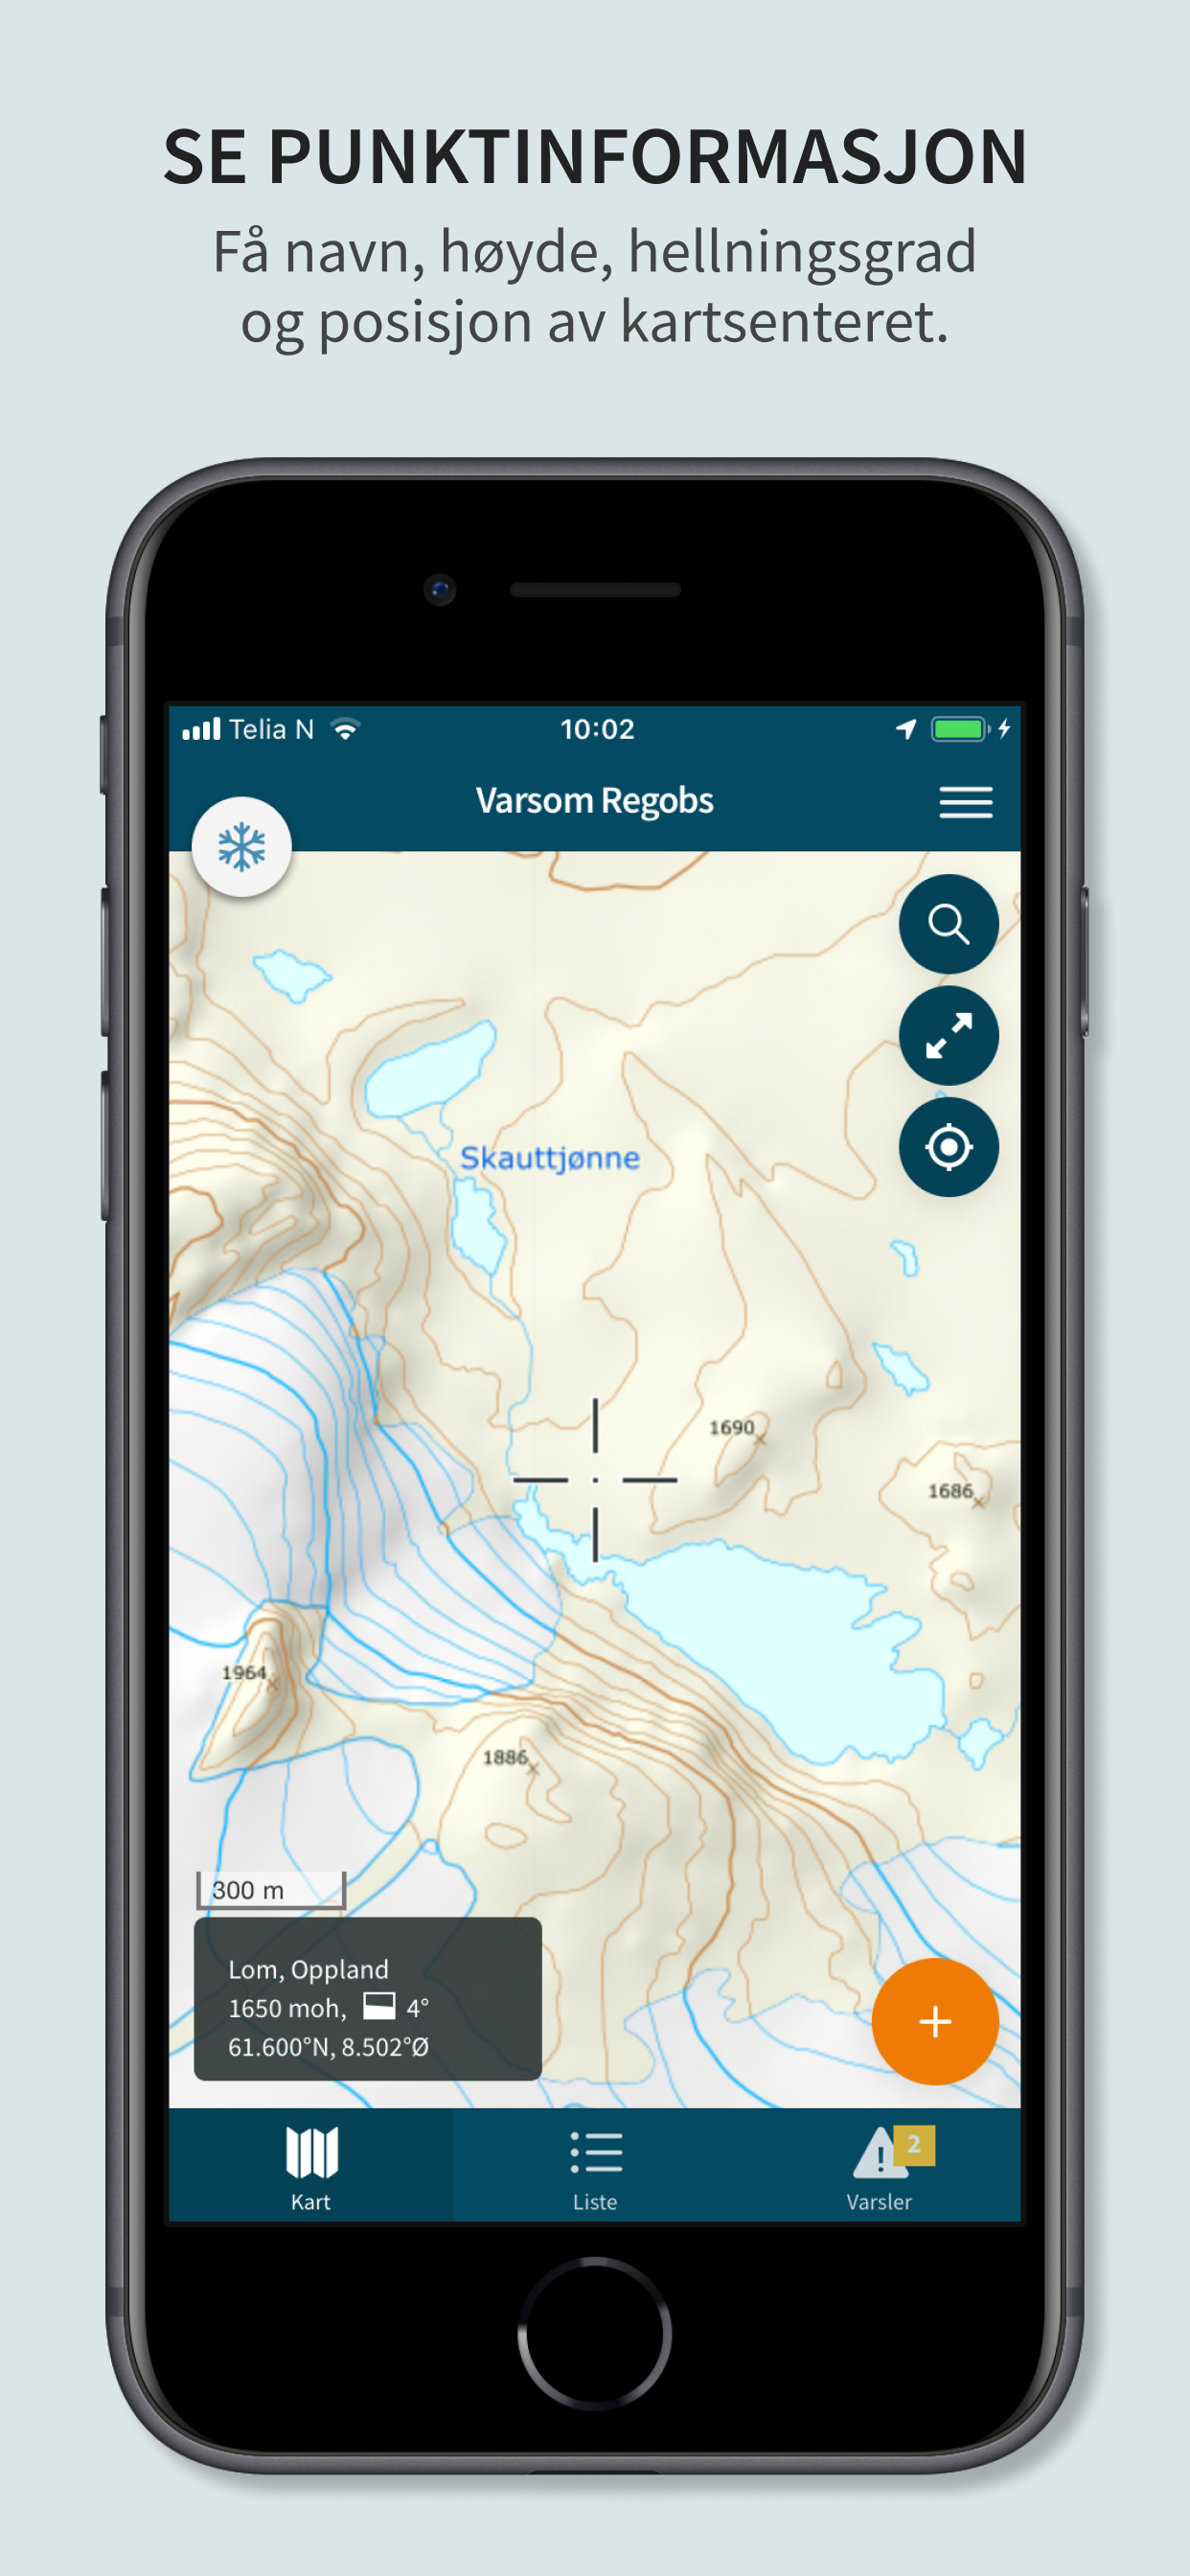 SE PUNKTINFORMASJON
Få navn, høyde, hellningsgrad
og posisjon av kartsenteret.
Telia N
10:02
Varsom Regobs
Skauttjønne
1690
1686
1964
1886
300 m
Lom, Oppland
1650 moh, 4°
61.600°N, 8.502°Ø
2
Kart
Liste
Varsler